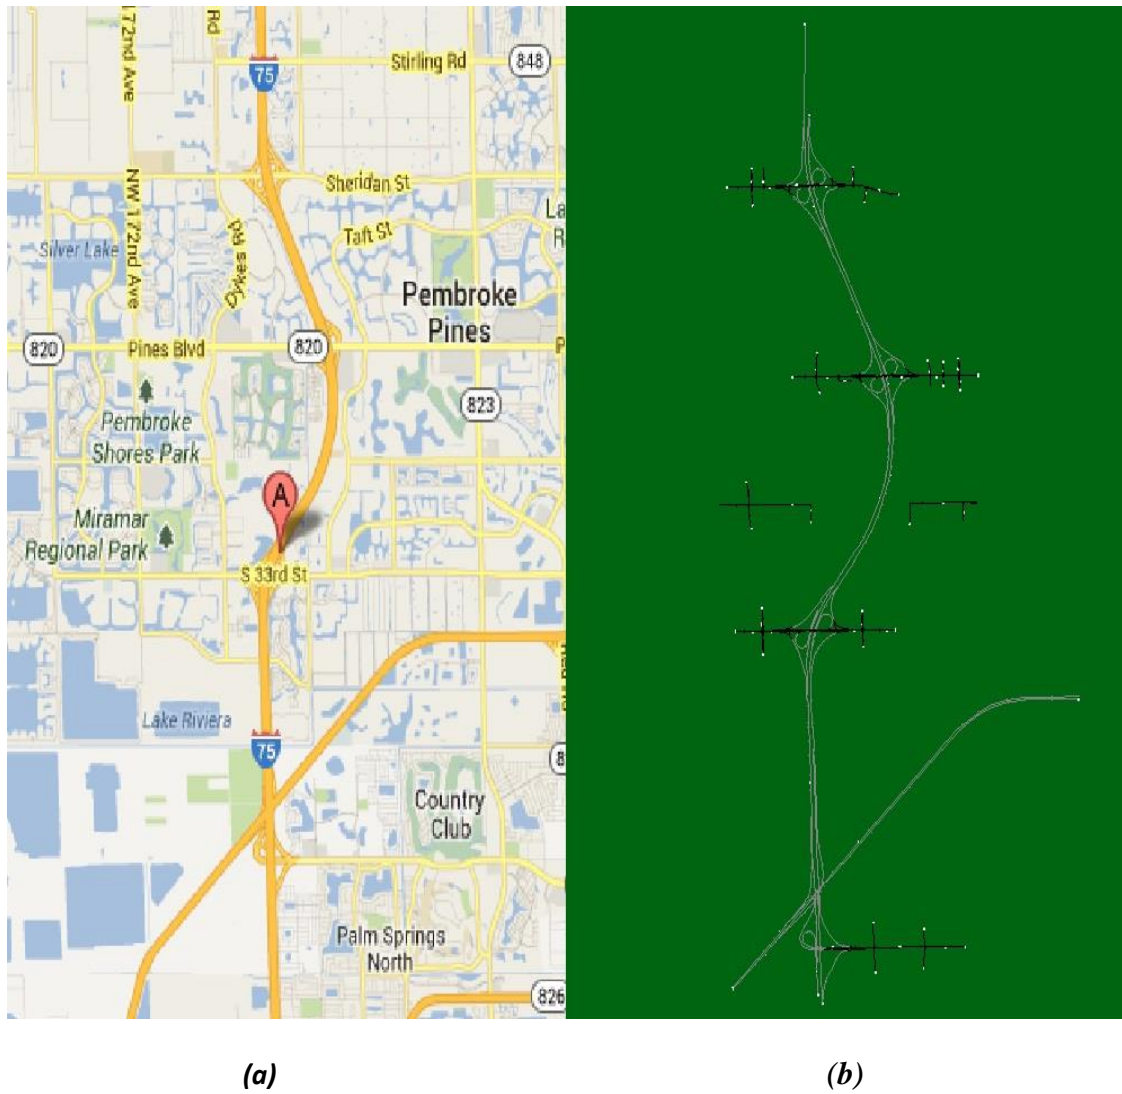 N 72nd Ave
Rd
75
Stirling Rd
848
Sheridan St
NW 172nd Ave
La
R
Taft St
Silver Lake
Dykes Rd
Pembroke
Pines
820
Pines Blvd
820
P
823
Pembroke
Shores Park
A
Miramar
Regional Park
S 33rd St
Lake Riviera
75
8
Country
Club
Palm Springs
North
826
(a)
(b)